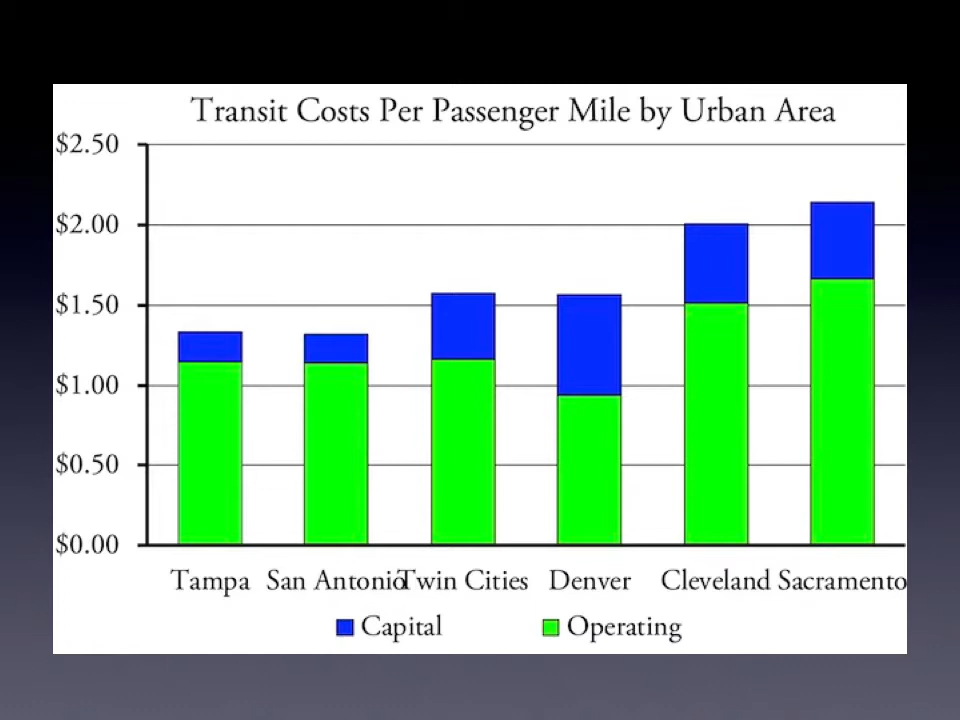 Transit Costs Per Passenger Mile by Urban Area
$2.50
$2.00
$1.50
$1.00
$0.50
$0.00
Tampa San Antonio Twin Cities Denver Cleveland Sacramento
Capital Operating